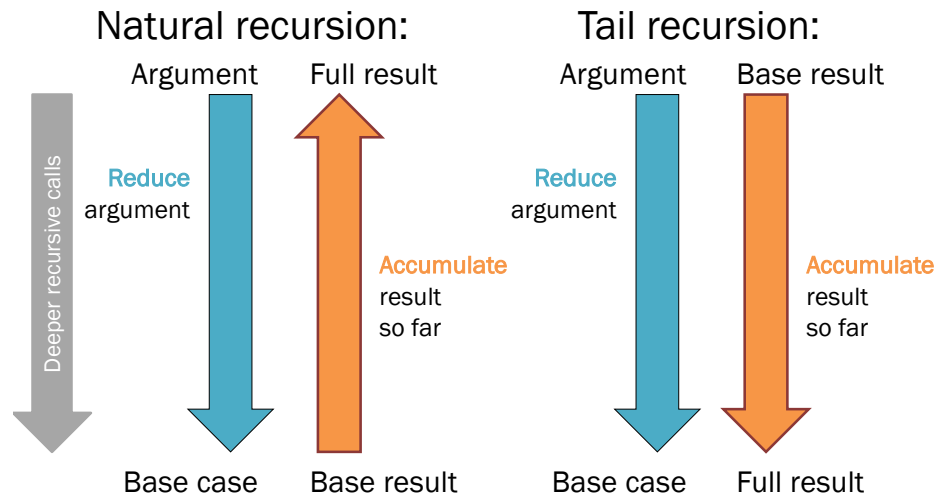 Natural recursion:
Argument
Full result
Deeper recursive calls
Reduce
argument
Accumulate
result
so far
Base case
Base result
Tail recursion:
Argument
Base result
Reduce
argument
Accumulate
result
so far
Base case
Full result